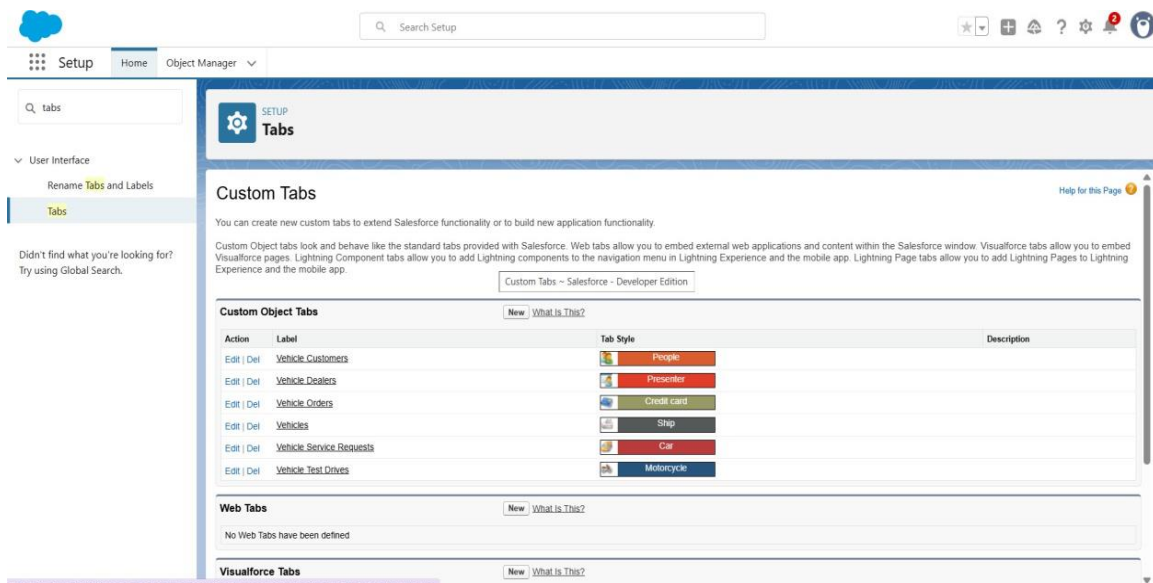 Search Setup
2
Setup
Home
Object Manager
tabs
User Interface
Rename Tabs and Labels
Tabs
Didn't find what you're looking for?
Try using Global Search.
SETUP
Tabs
Custom Tabs
Help for this Page
You can create new custom tabs to extend Salesforce functionality or to build new application functionality.
Custom Object tabs look and behave like the standard tabs provided with Salesforce. Web tabs allow you to embed external web applications and content within the Salesforce window. Visualforce tabs allow you to embed
Visualforce pages. Lightning Component tabs allow you to add Lightning components to the navigation menu in Lightning Experience and the mobile app. Lightning Page tabs allow you to add Lightning Pages to Lightning
Experience and the mobile app.
Custom Tabs ~ Salesforce - Developer Edition
Custom Object Tabs New What Is This?
Action Label Tab Style Description
Edit | Del Vehicle Customers People
Edit | Del Vehicle Dealers Presenter
Edit | Del Vehicle Orders Credit card
Edit | Del Vehicles Ship
Edit | Del Vehicle Service Requests Car
Edit | Del Vehicle Test Drives Motorcycle
Web Tabs New What Is This?
No Web Tabs have been defined
Visualforce Tabs New What Is This?